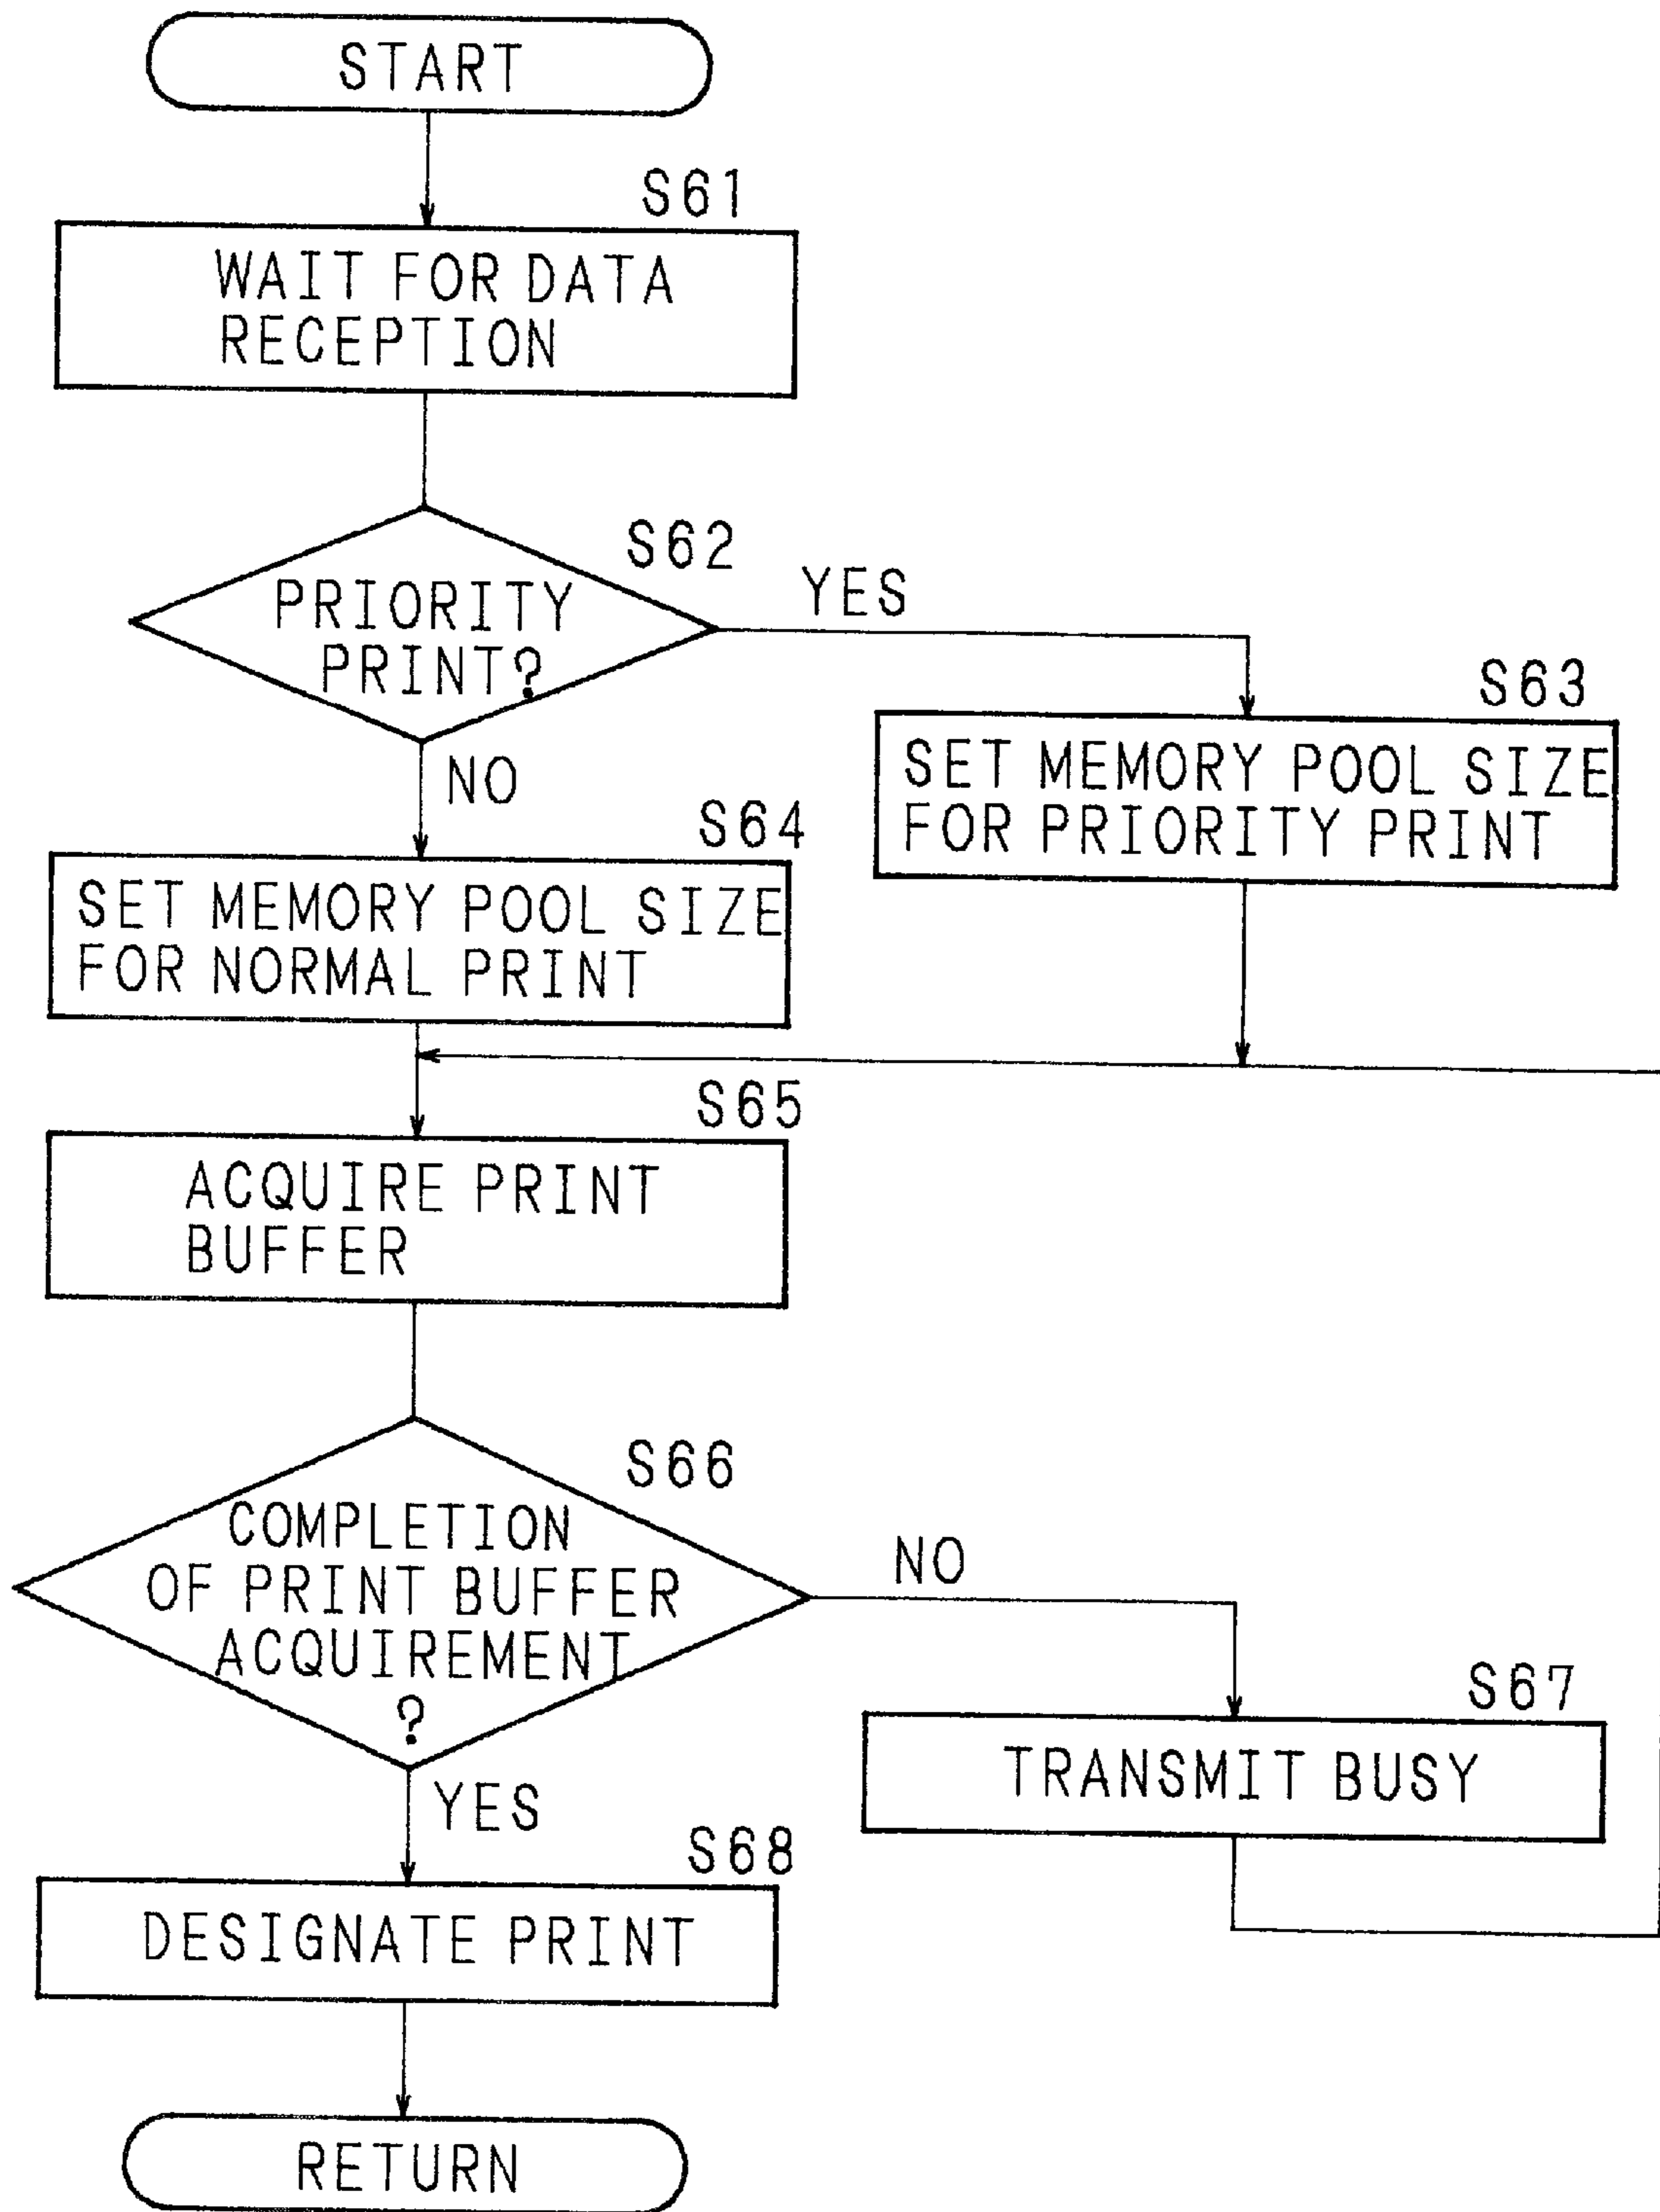 START
S61
WAIT FOR DATA
RECEPTION
S62
PRIORITY
PRINT?
YES
NO
S63
SET MEMORY POOL SIZE
FOR PRIORITY PRINT
S64
SET MEMORY POOL SIZE
FOR NORMAL PRINT
S65
ACQUIRE PRINT
BUFFER
S66
COMPLETION
OF PRINT BUFFER
ACQUIREMENT
?
NO
YES
S67
TRANSMIT BUSY
S68
DESIGNATE PRINT
RETURN